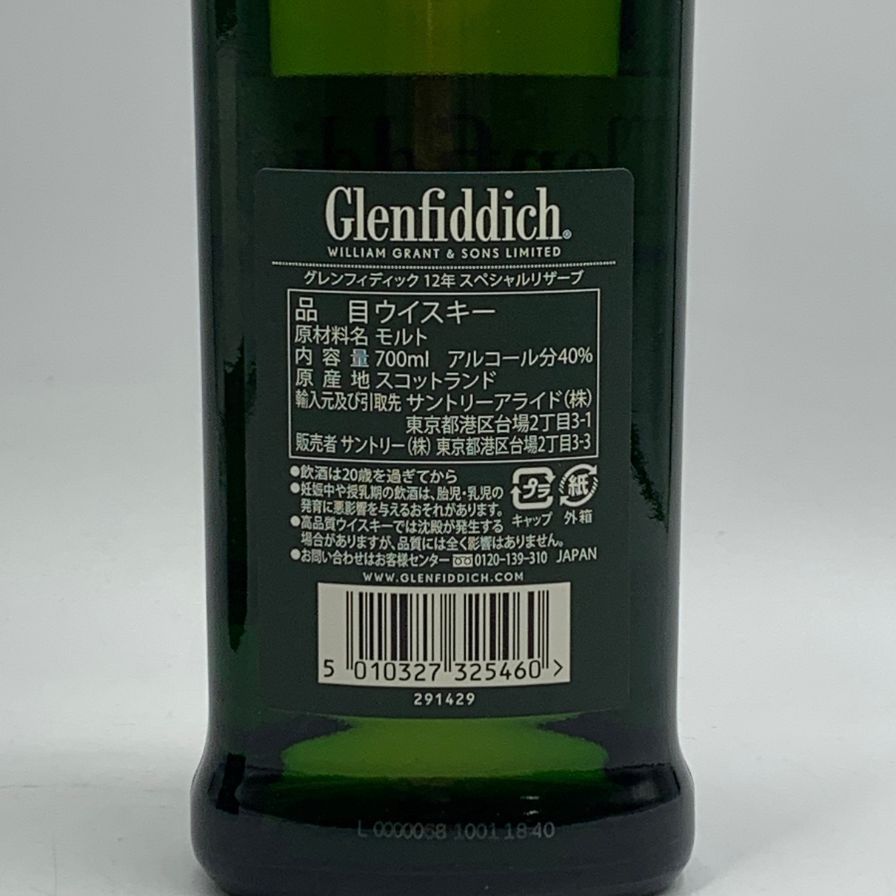 Glenfiddich®
WILLIAM GRANT & SONS LIMITED
グレンフィディック 12年 スペシャルリザーブ
品 目 ウイスキー
原材料名 モルト
内容量 700ml アルコール分40%
原産地 スコットランド
輸入元及び引取先 サントリーアライド(株)
東京都港区台場2丁目3-1
販売者 サントリー(株) 東京都港区台場2丁目3-3
●飲酒は20歳を過ぎてから
●妊娠中や授乳期の飲酒は、胎児・乳児の
発育に悪影響を与えるおそれがあります。
●高品質ウイスキーでは沈殿が発生する
場合がありますが、品質には全く影響はありません。
プラ
キャップ
紙
外箱
●お問い合わせはお客様センター 0120-139-310 JAPAN
WWW.GLENFIDDICH.COM
5 010327 325460 >
291429
L 0000068 1001 18 40